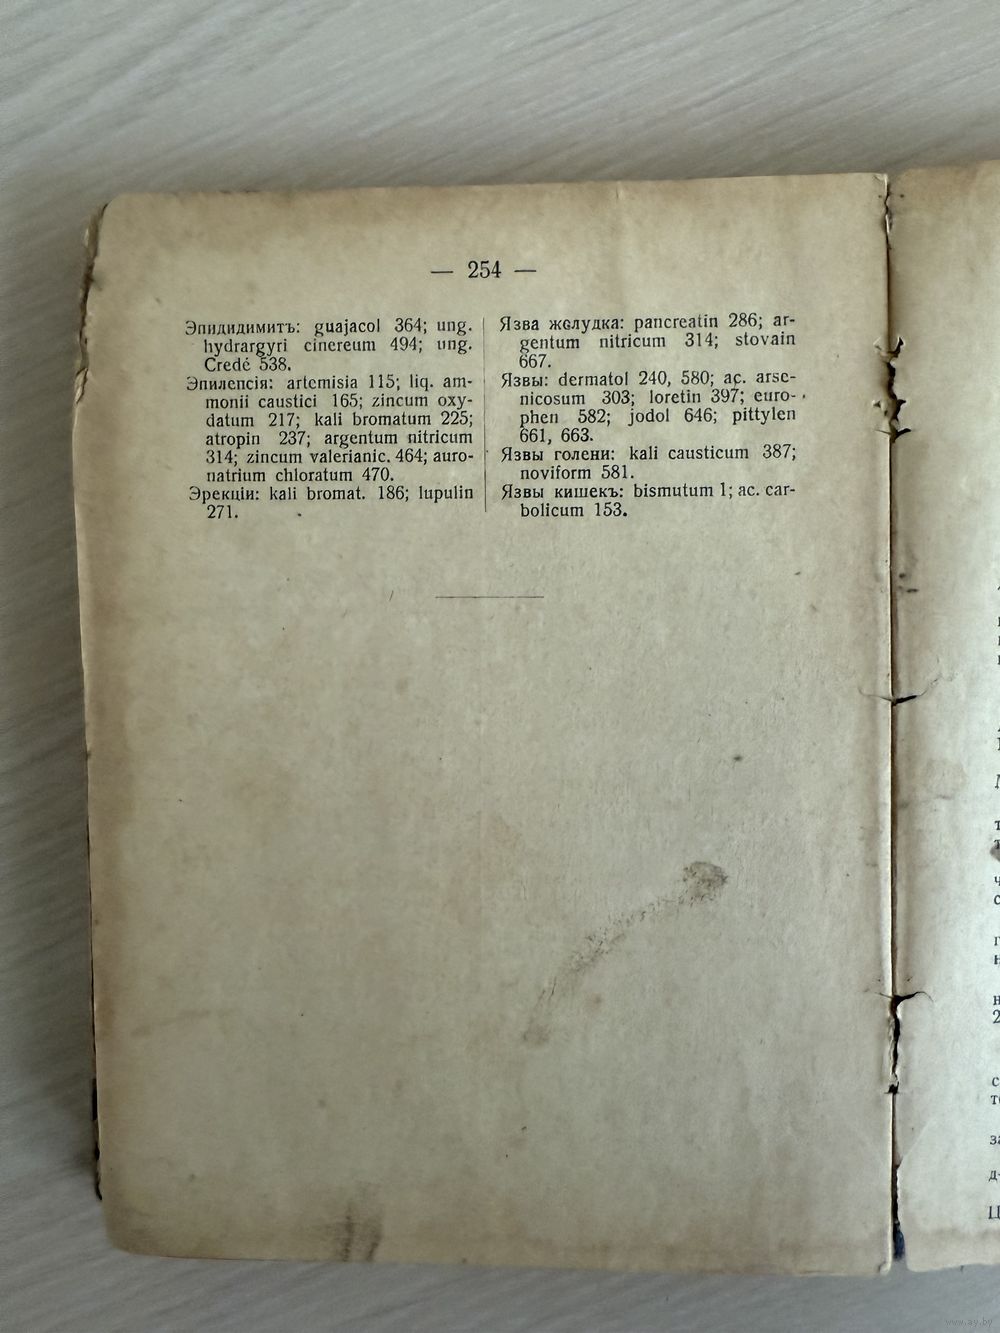 — 254 —
Эпидидимитъ: guajacol 364; ung.
hydrargyri cinereum 494; ung.
Credé 538.
Эпилепсія: artemisia 115; liq. am-
monii caustici 165; zincum oxy-
datum 217; kali bromatum 225;
atropin 237; argentum nitricum
314; zincum valerianic. 464; auro-
natrium chloratum 470.
Эрекціи: kali bromat. 186; lupulin
271.
Язва желудка: pancreatin 286; ar-
gentum nitricum 314; stovain
667.
Язвы: dermatol 240, 580; ac. arse-
nicosum 303; loretin 397; euro-
phen 582; jodol 646; pittylen
661, 663.
Язвы голени: kali causticum 387;
noviform 581.
Язвы кишекъ: bismutum 1; ac. car-
bolicum 153.
www.ay.by